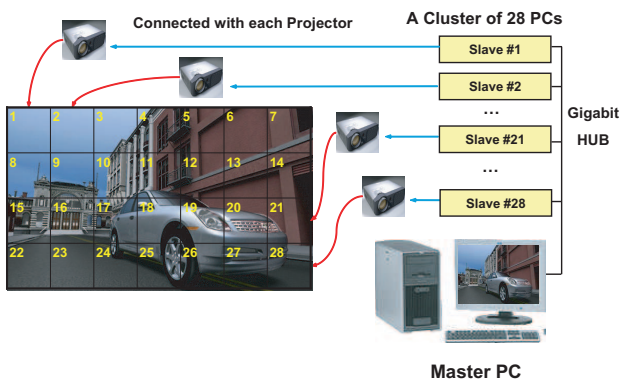 Connected with each Projector
A Cluster of 28 PCs
Slave #1
Slave #2
...
Slave #21
...
Slave #28
Gigabit
HUB
1 2 3 4 5 6 7
8 9 10 11 12 13 14
15 16 17 18 19 20 21
22 23 24 25 26 27 28
Master PC